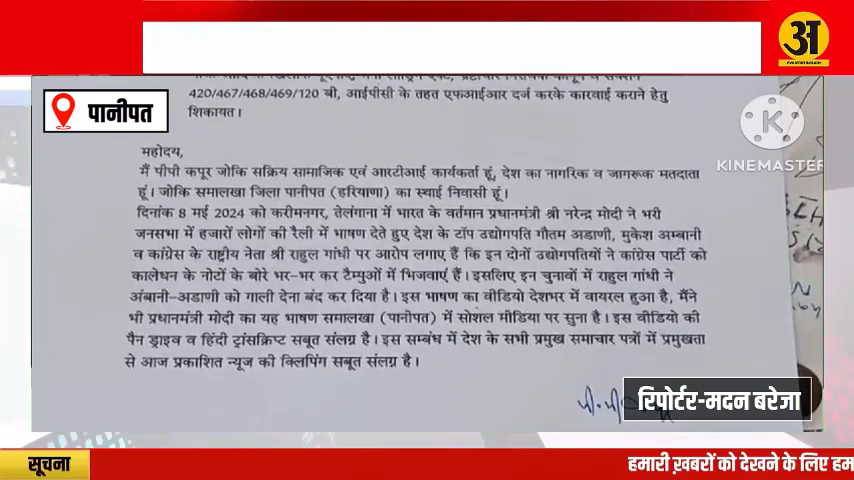 अ
पानीपत
420/467/468/469/120 बी, आईपीसी के तहत एफआईआर दर्ज करके कारवाई कराने हेतु
शिकायत।
K
KINEMASTER
महोदय,
मैं पीपी कपूर जोकि सक्रिय सामाजिक एवं आरटीआई कार्यकर्ता हूं, देश का नागरिक व जागरूक मतदाता
हूं। जोकि समालखा जिला पानीपत (हरियाणा) का स्थाई निवासी हूं।
दिनांक 8 मई 2024 को करीमनगर, तेलंगाना में भारत के वर्तमान प्रधानमंत्री श्री नरेन्द्र मोदी ने भरी
जनसभा में हजारों लोगों की रैली में भाषण देते हुए देश के टॉप उद्योगपति गौतम अडाणी, मुकेश अम्बानी
व कांग्रेस के राष्ट्रीय नेता श्री राहुल गांधी पर आरोप लगाए हैं कि इन दोनों उद्योगपतियों ने कांग्रेस पार्टी को
कालेधन के नोटों के बोरे भर-भर कर टैम्पुओं में भिजवाएं हैं। इसलिए इन चुनावों में राहुल गांधी ने
अंबानी-अडाणी को गाली देना बंद कर दिया है। इस भाषण का वीडियो देशभर में वायरल हुआ है, मैंने
भी प्रधानमंत्री मोदी का यह भाषण समालखा (पानीपत) में सोशल मीडिया पर सुना है। इस वीडियो की
पैन ड्राइव व हिंदी ट्रांसक्रिप्ट सबूत संलग्न है। इस सम्बंध में देश के सभी प्रमुख समाचार पत्रों में प्रमुखता
से आज प्रकाशित न्यूज की क्लिपिंग सबूत संलग्न है।
रिपोर्टर-मदन बरेजा
सूचना
हमारी ख़बरों को देखने के लिए हम